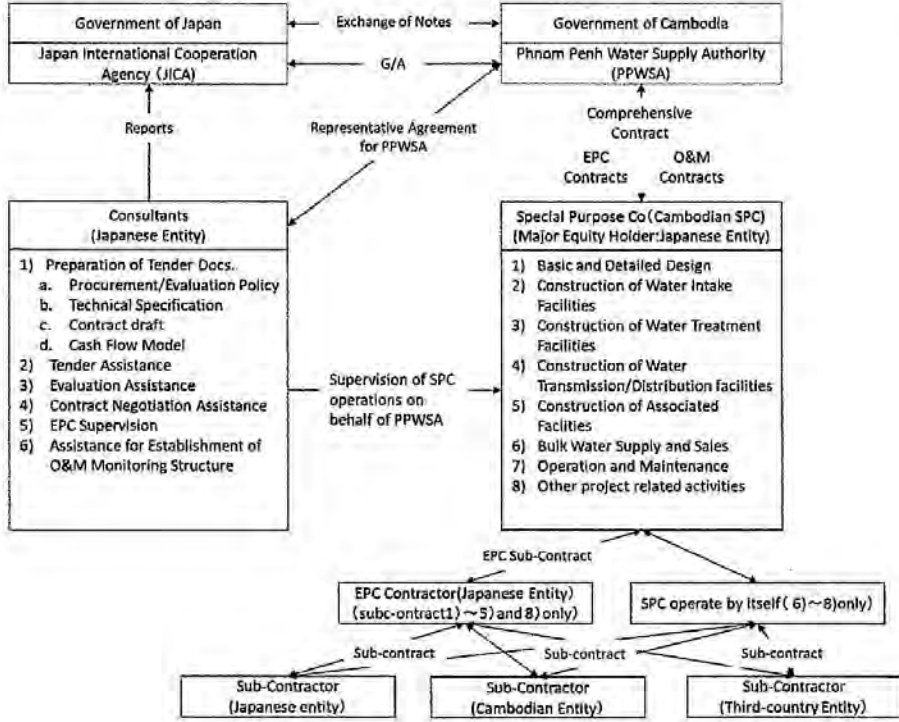 Government of Japan
Exchange of Notes
Government of Cambodia
Japan International Cooperation
Agency (JICA)
G/A
Phnom Penh Water Supply Authority
(PPWSA)
Reports
Representative Agreement
for PPWSA
Comprehensive
Contract
EPC
Contracts
O&M
Contracts
Consultants
(Japanese Entity)
1) Preparation of Tender Docs.
a. Procurement/Evaluation Policy
b. Technical Specification
c. Contract draft
d. Cash Flow Model
2) Tender Assistance
3) Evaluation Assistance
4) Contract Negotiation Assistance
5) EPC Supervision
6) Assistance for Establishment of
O&M Monitoring Structure
Supervision of SPC
operations on
behalf of PPWSA
Special Purpose Co(Cambodian SPC)
(Major Equity Holder:Japanese Entity)
1) Basic and Detailed Design
2) Construction of Water Intake
Facilities
3) Construction of Water Treatment
Facilities
4) Construction of Water
Transmission/Distribution facilities
5) Construction of Associated
Facilities
6) Bulk Water Supply and Sales
7) Operation and Maintenance
8) Other project related activities
EPC Sub-Contract
EPC Contractor(Japanese Entity)
(subc-ontract1)~5)and 8)only)
SPC operate by itself( 6)~8)only)
Sub-contract
Sub-contract
Sub-contract
Sub-Contractor
(Japanese entity)
Sub-Contractor
(Cambodian Entity)
Sub-Contractor
(Third-country Entity)